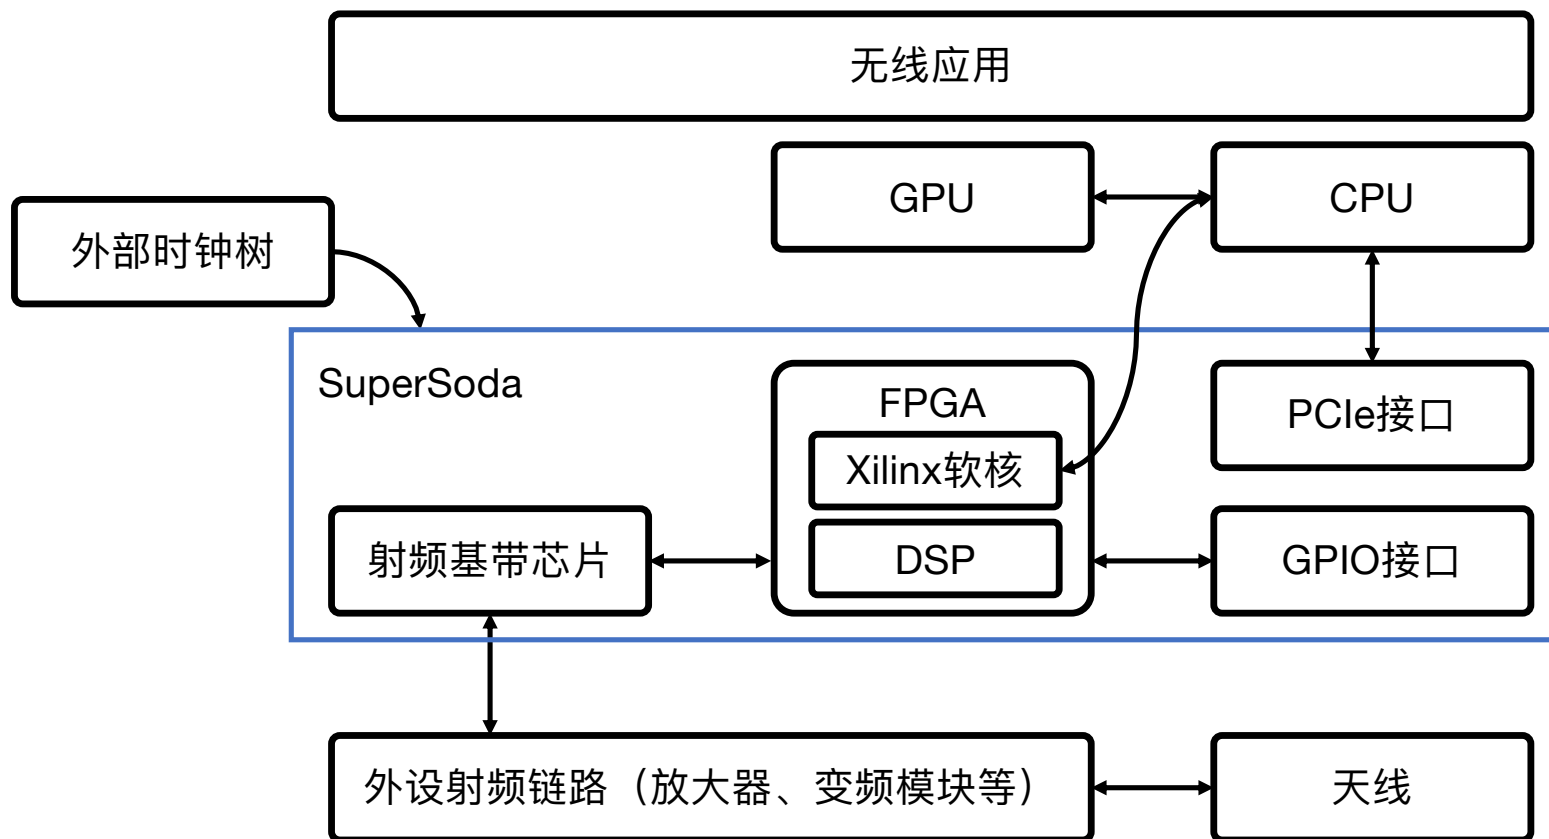 无线应用
GPU
CPU
外部时钟树
SuperSoda
FPGA
PCIe接口
Xilinx软核
射频基带芯片
DSP
GPIO接口
外设射频链路（放大器、变频模块等）
天线